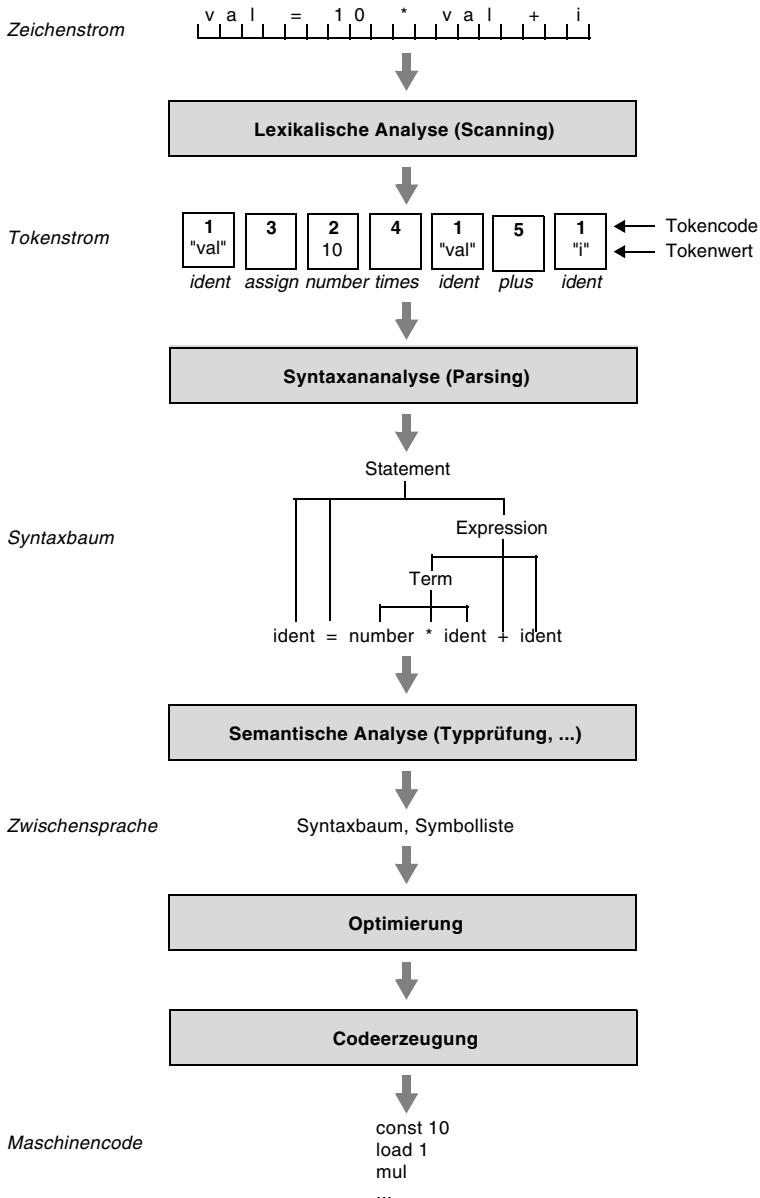 Zeichenstrom
v a l = 1 0 * v a l + i
Lexikalische Analyse (Scanning)
Tokenstrom
1 3 2 4 1 5 1
"val" 10 "val" "i"
ident assign number times ident plus ident
Tokencode
Tokenwert
Syntaxananalyse (Parsing)
Syntaxbaum
Statement
Expression
Term
ident = number * ident + ident
Semantische Analyse (Typprüfung, ...)
Zwischensprache
Syntaxbaum, Symbolliste
Optimierung
Codeerzeugung
Maschinencode
const 10
load 1
mul
...